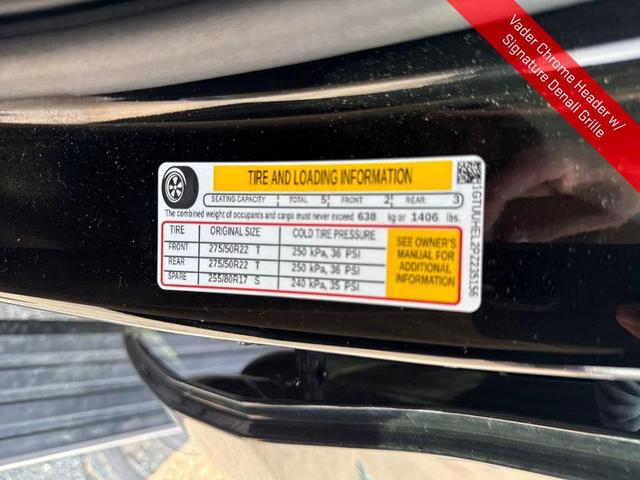 Vader Chrome Header w/
Signature Denali Grille
TIRE AND LOADING INFORMATION
SEATING CAPACITY TOTAL 5 FRONT 2 REAR 3
The combined weight of occupants and cargo must never exceed 638 kg or 1406 lbs.
TIRE ORIGINAL SIZE COLD TIRE PRESSURE
FRONT 275/50R22 T 250 kPa, 36 PSI
REAR 275/50R22 T 250 kPa, 36 PSI
SPARE 255/80R17 S 240 kPa, 35 PSI
SEE OWNER'S
MANUAL FOR
ADDITIONAL
INFORMATION
1GTUUHEL2PZ235156